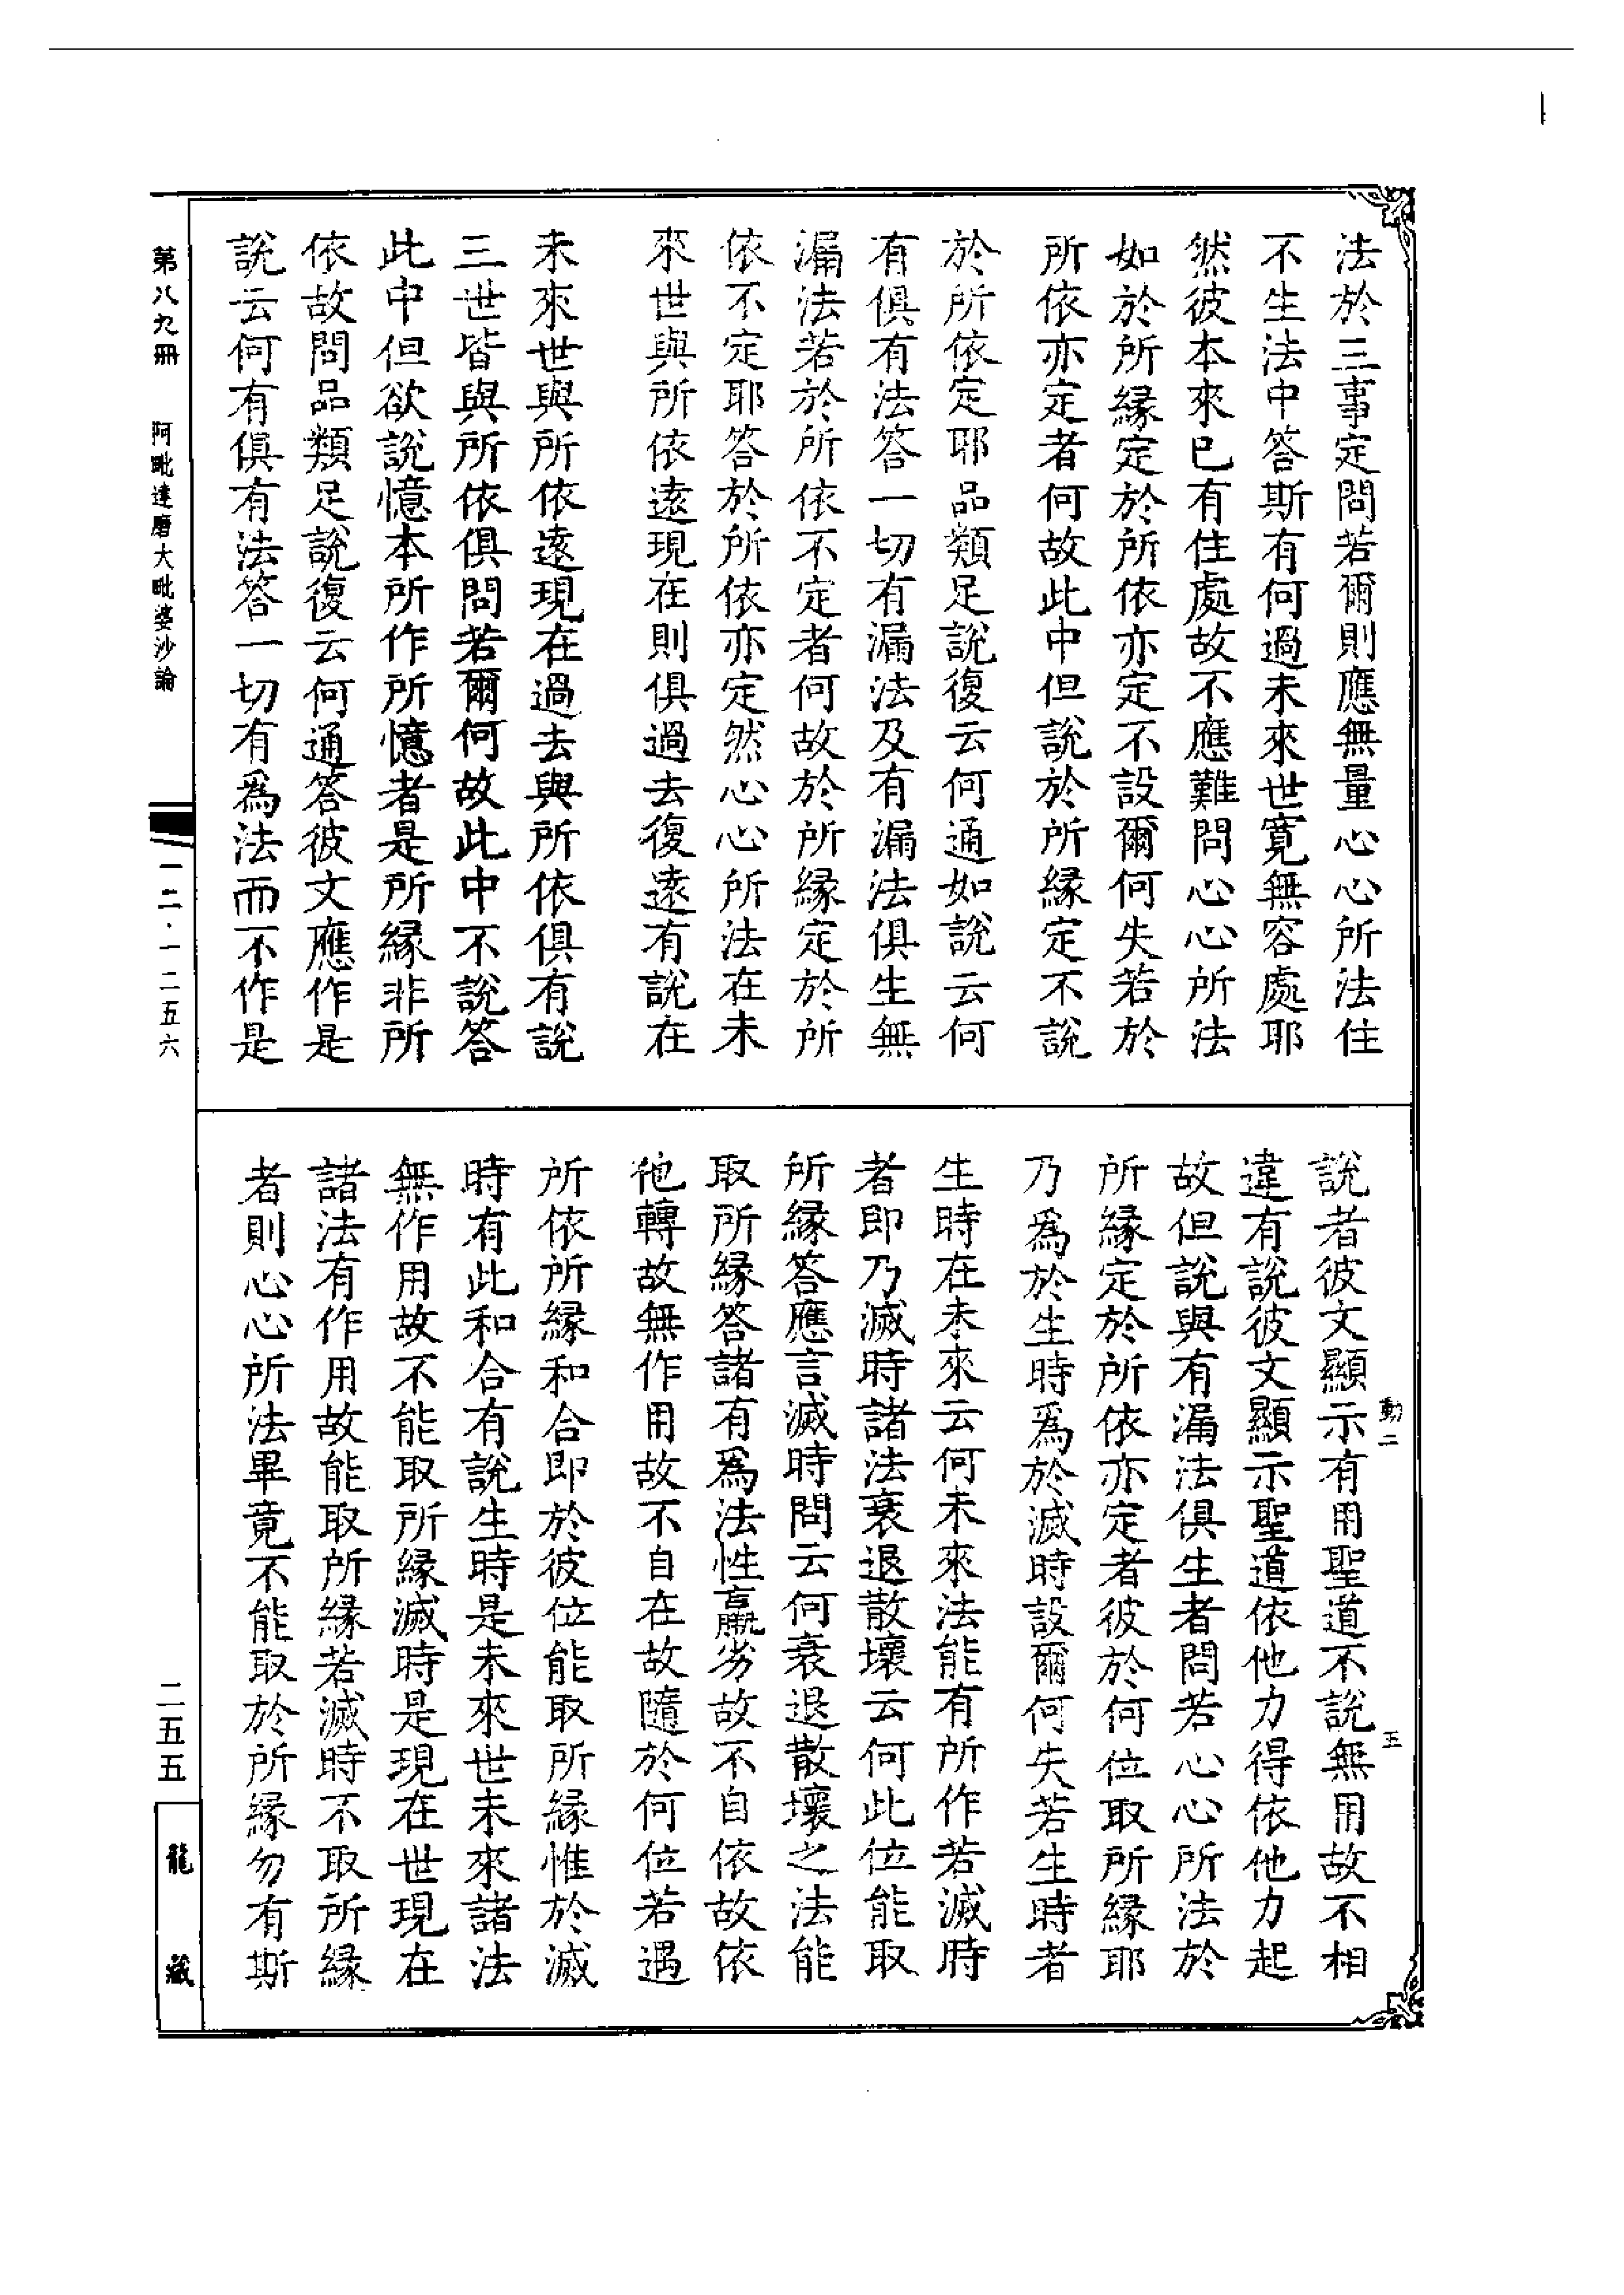 法於三事定問若爾則應無量心心所法住
不生法中答斯有何過未來世寬無容處耶
然彼本來已有住處故不應難問心心所法
如於所緣定於所依亦定不設爾何失若於
所依亦定者何故此中但說於所緣定不說
於所依定耶品類足說復云何通如說云何
有俱有法答一切有漏法及有漏法俱生無
漏法若於所依不定者何故於所緣定於所
依不定耶答於所依亦定然心心所法在未
來世與所依遠現在則俱過去復遠有說在
未來世與所依遠現在過去與所依俱有說
三世皆與所依俱問若爾何故此中不說答
此中但欲說憶本所作所憶者是所緣非所
依故問品類足說復云何通答彼文應作是
說云何有俱有法答一切有爲法而不作是
說者彼文顯示有用聖道不說無用故不相
違有說彼文顯示聖道依他力得依他力起
故但說與有漏法俱生者問若心心所法於
所緣定於所依亦定者彼於何位取所緣耶
乃爲於生時爲於滅時設爾何失若生時者
生時在未來云何未來法能有所作若滅時
者即乃滅時諸法衰退散壞云何此位能取
所緣答應言滅時問云何衰退散壞之法能
取所緣答諸有爲法性羸劣故不自依故依
他轉故無作用故不自在故隨於何位若遇
所依所緣和合即於彼位能取所緣惟於滅
時有此和合有說生時是未來世未來諸法
無作用故不能取所緣滅時是現在世現在
諸法有作用故能取所緣若滅時不取所緣
者則心心所法畢竟不能取於所緣勿有斯
動二
五
第八九冊 阿毗達磨大毗婆沙論
一二·一二五六
二五五
龍藏